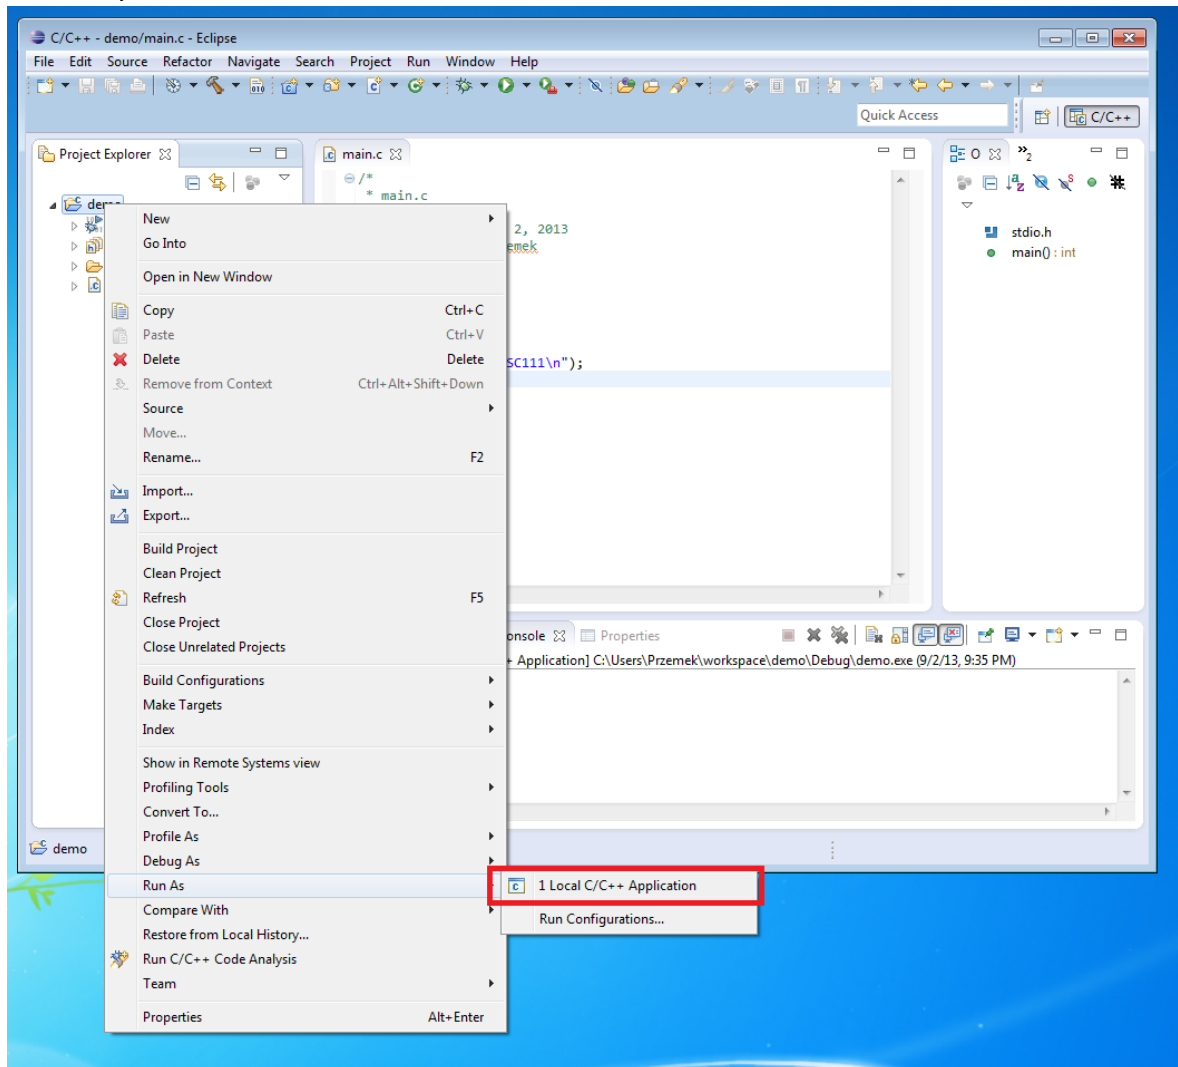 C/C++ - demo/main.c - Eclipse
File Edit Source Refactor Navigate Search Project Run Window Help
Quick Access
C/C++
Project Explorer
main.c
O
2
/*
* main.c
2, 2013
emek
SC111\n");
stdio.h
main() : int
New
Go Into
Open in New Window
Copy Ctrl+C
Paste Ctrl+V
Delete Delete
Remove from Context Ctrl+Alt+Shift+Down
Source
Move...
Rename... F2
Import...
Export...
Build Project
Clean Project
Refresh F5
Close Project
Close Unrelated Projects
Build Configurations
Make Targets
Index
Show in Remote Systems view
Profiling Tools
Convert To...
Profile As
Debug As
Run As
Compare With
Restore from Local History...
Run C/C++ Code Analysis
Team
Properties Alt+Enter
1 Local C/C++ Application
Run Configurations...
onsole
Properties
+ Application] C:\Users\Przemek\workspace\demo\Debug\demo.exe (9/2/13, 9:35 PM)
demo